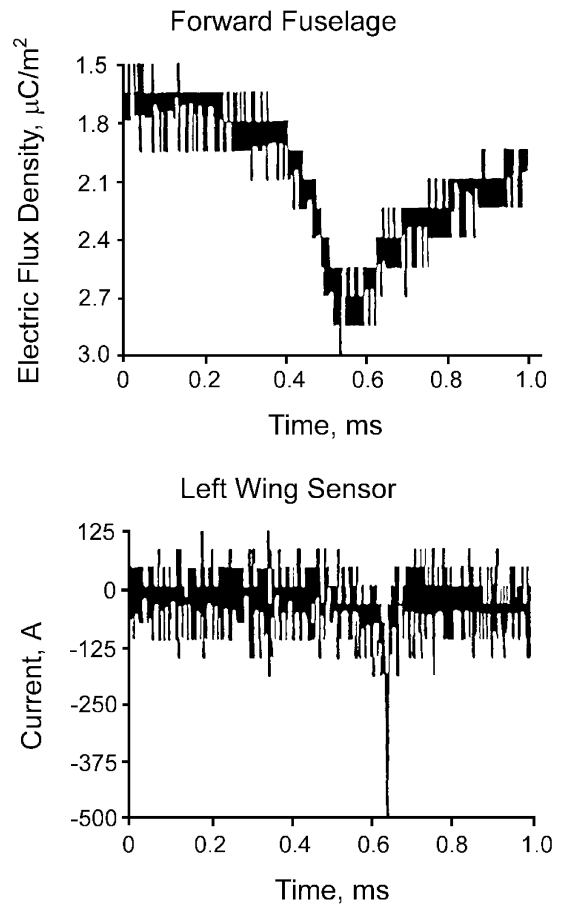 Forward Fuselage
Electric Flux Density, μC/m²
1.5
1.8
2.1
2.4
2.7
3.0
0 0.2 0.4 0.6 0.8 1.0
Time, ms
Left Wing Sensor
Current, A
125
0
-125
-250
-375
-500
0 0.2 0.4 0.6 0.8 1.0
Time, ms